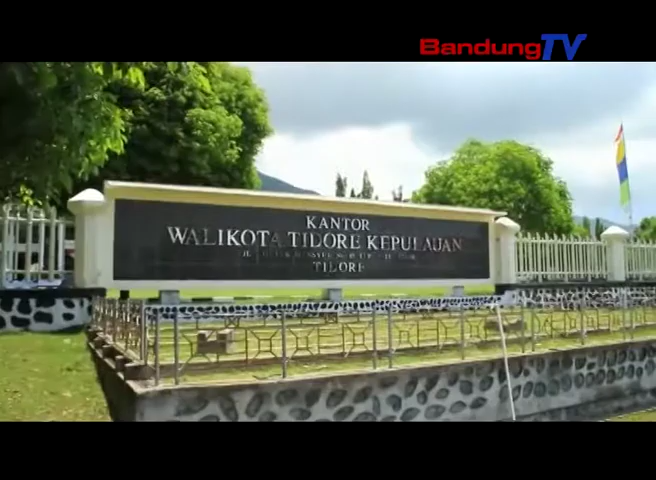 BandungTV
KANTOR
WALIKOTA TIDORE KEPULAUAN
TIDORE